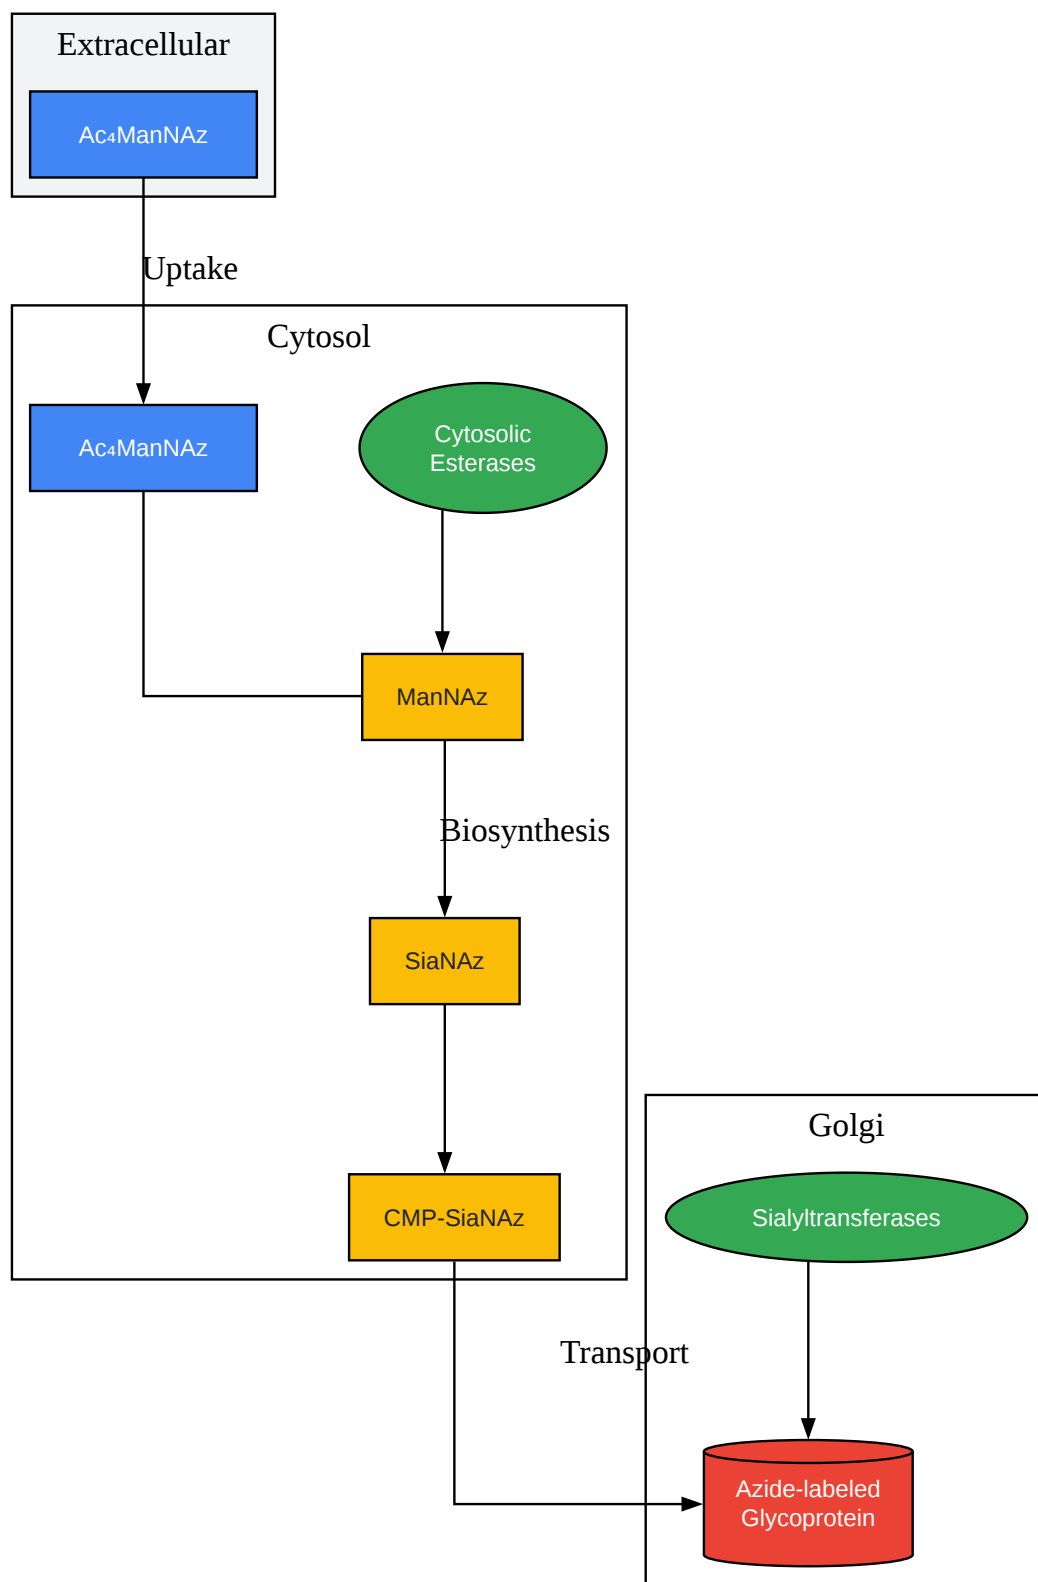 Extracellular
Ac₄ManNAz
Uptake
Cytosol
Ac₄ManNAz
Cytosolic
Esterases
ManNAz
Biosynthesis
SiaNAz
CMP-SiaNAz
Golgi
Sialyltransferases
Transport
Azide-labeled
Glycoprotein